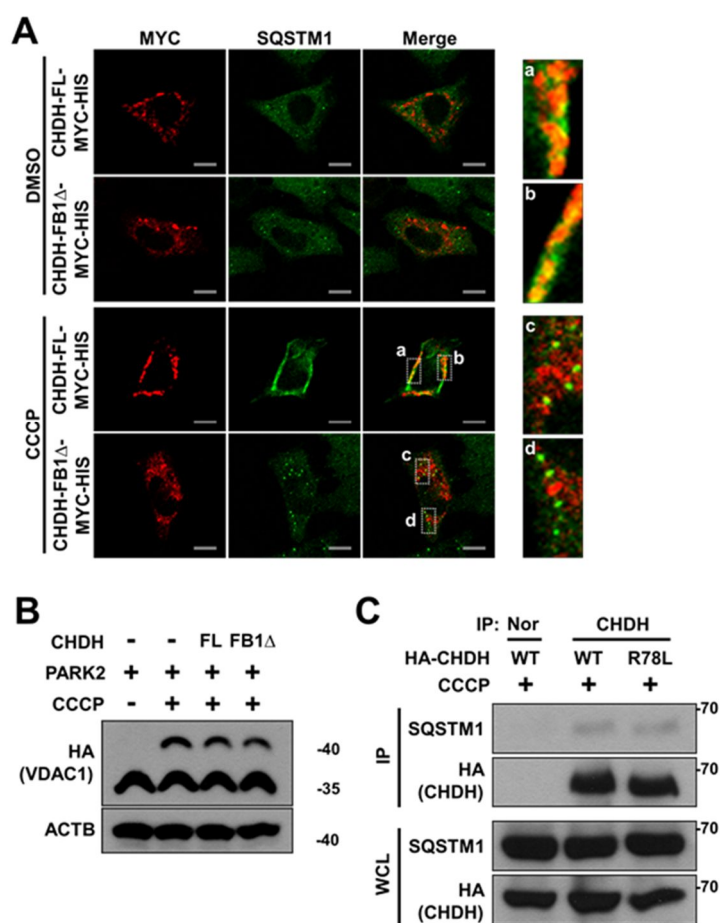 A
MYC SQSTM1 Merge
DMSO
CHDH-FL-
MYC-HIS
CHDH-FB1Δ-
MYC-HIS
CCCP
CHDH-FL-
MYC-HIS
CHDH-FB1Δ-
MYC-HIS
a b
c
d
a
b
c
d
B
CHDH - - FL FB1Δ
PARK2 + + + +
CCCP - + + +
HA
(VDAC1)
-40
-35
ACTB
-40
C
IP: Nor CHDH
HA-CHDH WT WT R78L
CCCP + + +
IP
SQSTM1
-70
HA
(CHDH)
-70
WCL
SQSTM1
-70
HA
(CHDH)
-70